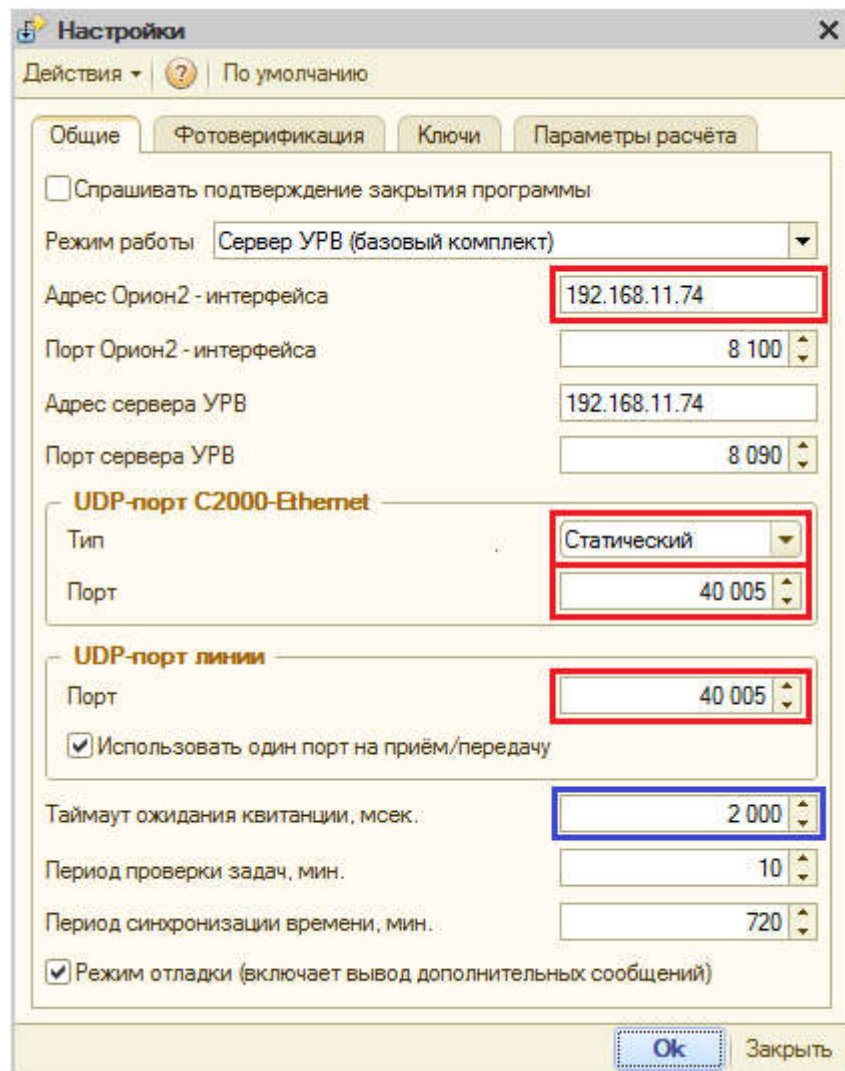 Настройки
Действия По умолчанию
Общие Фотоверификация Ключи Параметры расчёта
Спрашивать подтверждение закрытия программы
Режим работы Сервер УРВ (базовый комплект)
Адрес Орион2 - интерфейса 192.168.11.74
Порт Орион2 - интерфейса 8 100
Адрес сервера УРВ 192.168.11.74
Порт сервера УРВ 8 090
UDP-порт C2000-Ethernet
Тип Статический
Порт 40 005
UDP-порт линии
Порт 40 005
Использовать один порт на приём/передачу
Таймаут ожидания квитанции, мсек. 2 000
Период проверки задач, мин. 10
Период синхронизации времени, мин. 720
Режим отладки (включает вывод дополнительных сообщений)
Ok Закрыть